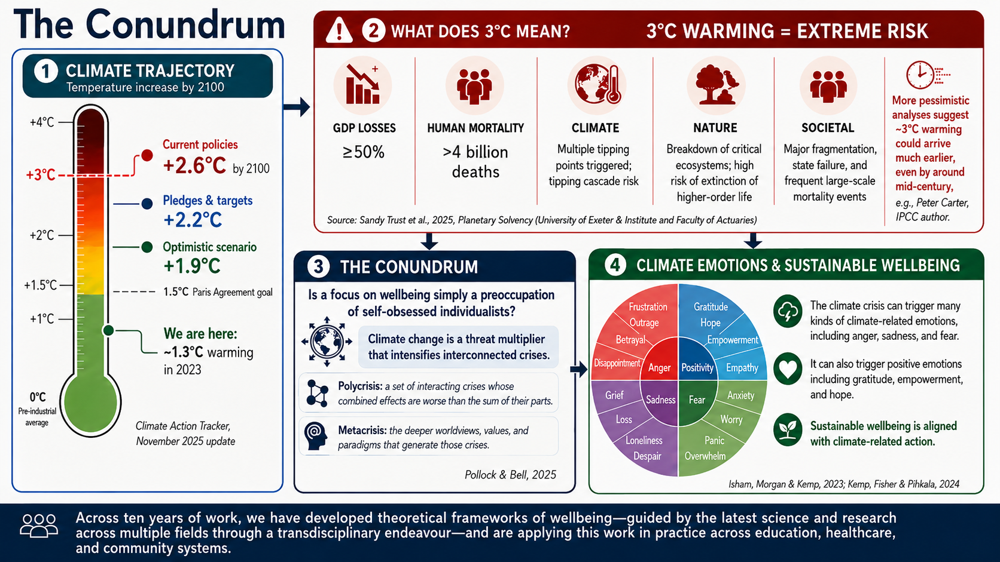 The Conundrum
1 CLIMATE TRAJECTORY
Temperature increase by 2100
+4°C
+3°C
+2°C
+1.5°C
+1°C
0°C
Pre-industrial
average
Current policies
+2.6°C by 2100
Pledges & targets
+2.2°C
Optimistic scenario
+1.9°C
1.5°C Paris Agreement goal
We are here:
~1.3°C warming
in 2023
Climate Action Tracker,
November 2025 update
2 WHAT DOES 3°C MEAN?
3°C WARMING = EXTREME RISK
GDP LOSSES
≥50%
HUMAN MORTALITY
>4 billion
deaths
CLIMATE
Multiple tipping
points triggered;
tipping cascade risk
NATURE
Breakdown of critical
ecosystems; high
risk of extinction of
higher-order life
SOCIETAL
Major fragmentation,
state failure, and
frequent large-scale
mortality events
More pessimistic
analyses suggest
~3°C warming
could arrive
much earlier,
even by around
mid-century,
e.g., Peter Carter,
IPCC author.
Source: Sandy Trust et al., 2025, Planetary Solvency (University of Exeter & Institute and Faculty of Actuaries)
3 THE CONUNDRUM
Is a focus on wellbeing simply a preoccupation
of self-obsessed individualists?
Climate change is a threat multiplier
that intensifies interconnected crises.
Polycrisis: a set of interacting crises whose
combined effects are worse than the sum of their parts.
Metacrisis: the deeper worldviews, values, and
paradigms that generate those crises.
Pollock & Bell, 2025
4 CLIMATE EMOTIONS & SUSTAINABLE WELLBEING
Frustration
Outrage
Betrayal
Disappointment
Anger
Gratitude
Hope
Empowerment
Empathy
Positivity
Grief
Loss
Loneliness
Despair
Sadness
Fear
Anxiety
Worry
Panic
Overwhelm
The climate crisis can trigger many
kinds of climate-related emotions,
including anger, sadness, and fear.
It can also trigger positive emotions
including gratitude, empowerment,
and hope.
Sustainable wellbeing is aligned
with climate-related action.
Isham, Morgan & Kemp, 2023; Kemp, Fisher & Pihkala, 2024
Across ten years of work, we have developed theoretical frameworks of wellbeing—guided by the latest science and research
across multiple fields through a transdisciplinary endeavour—and are applying this work in practice across education, healthcare,
and community systems.